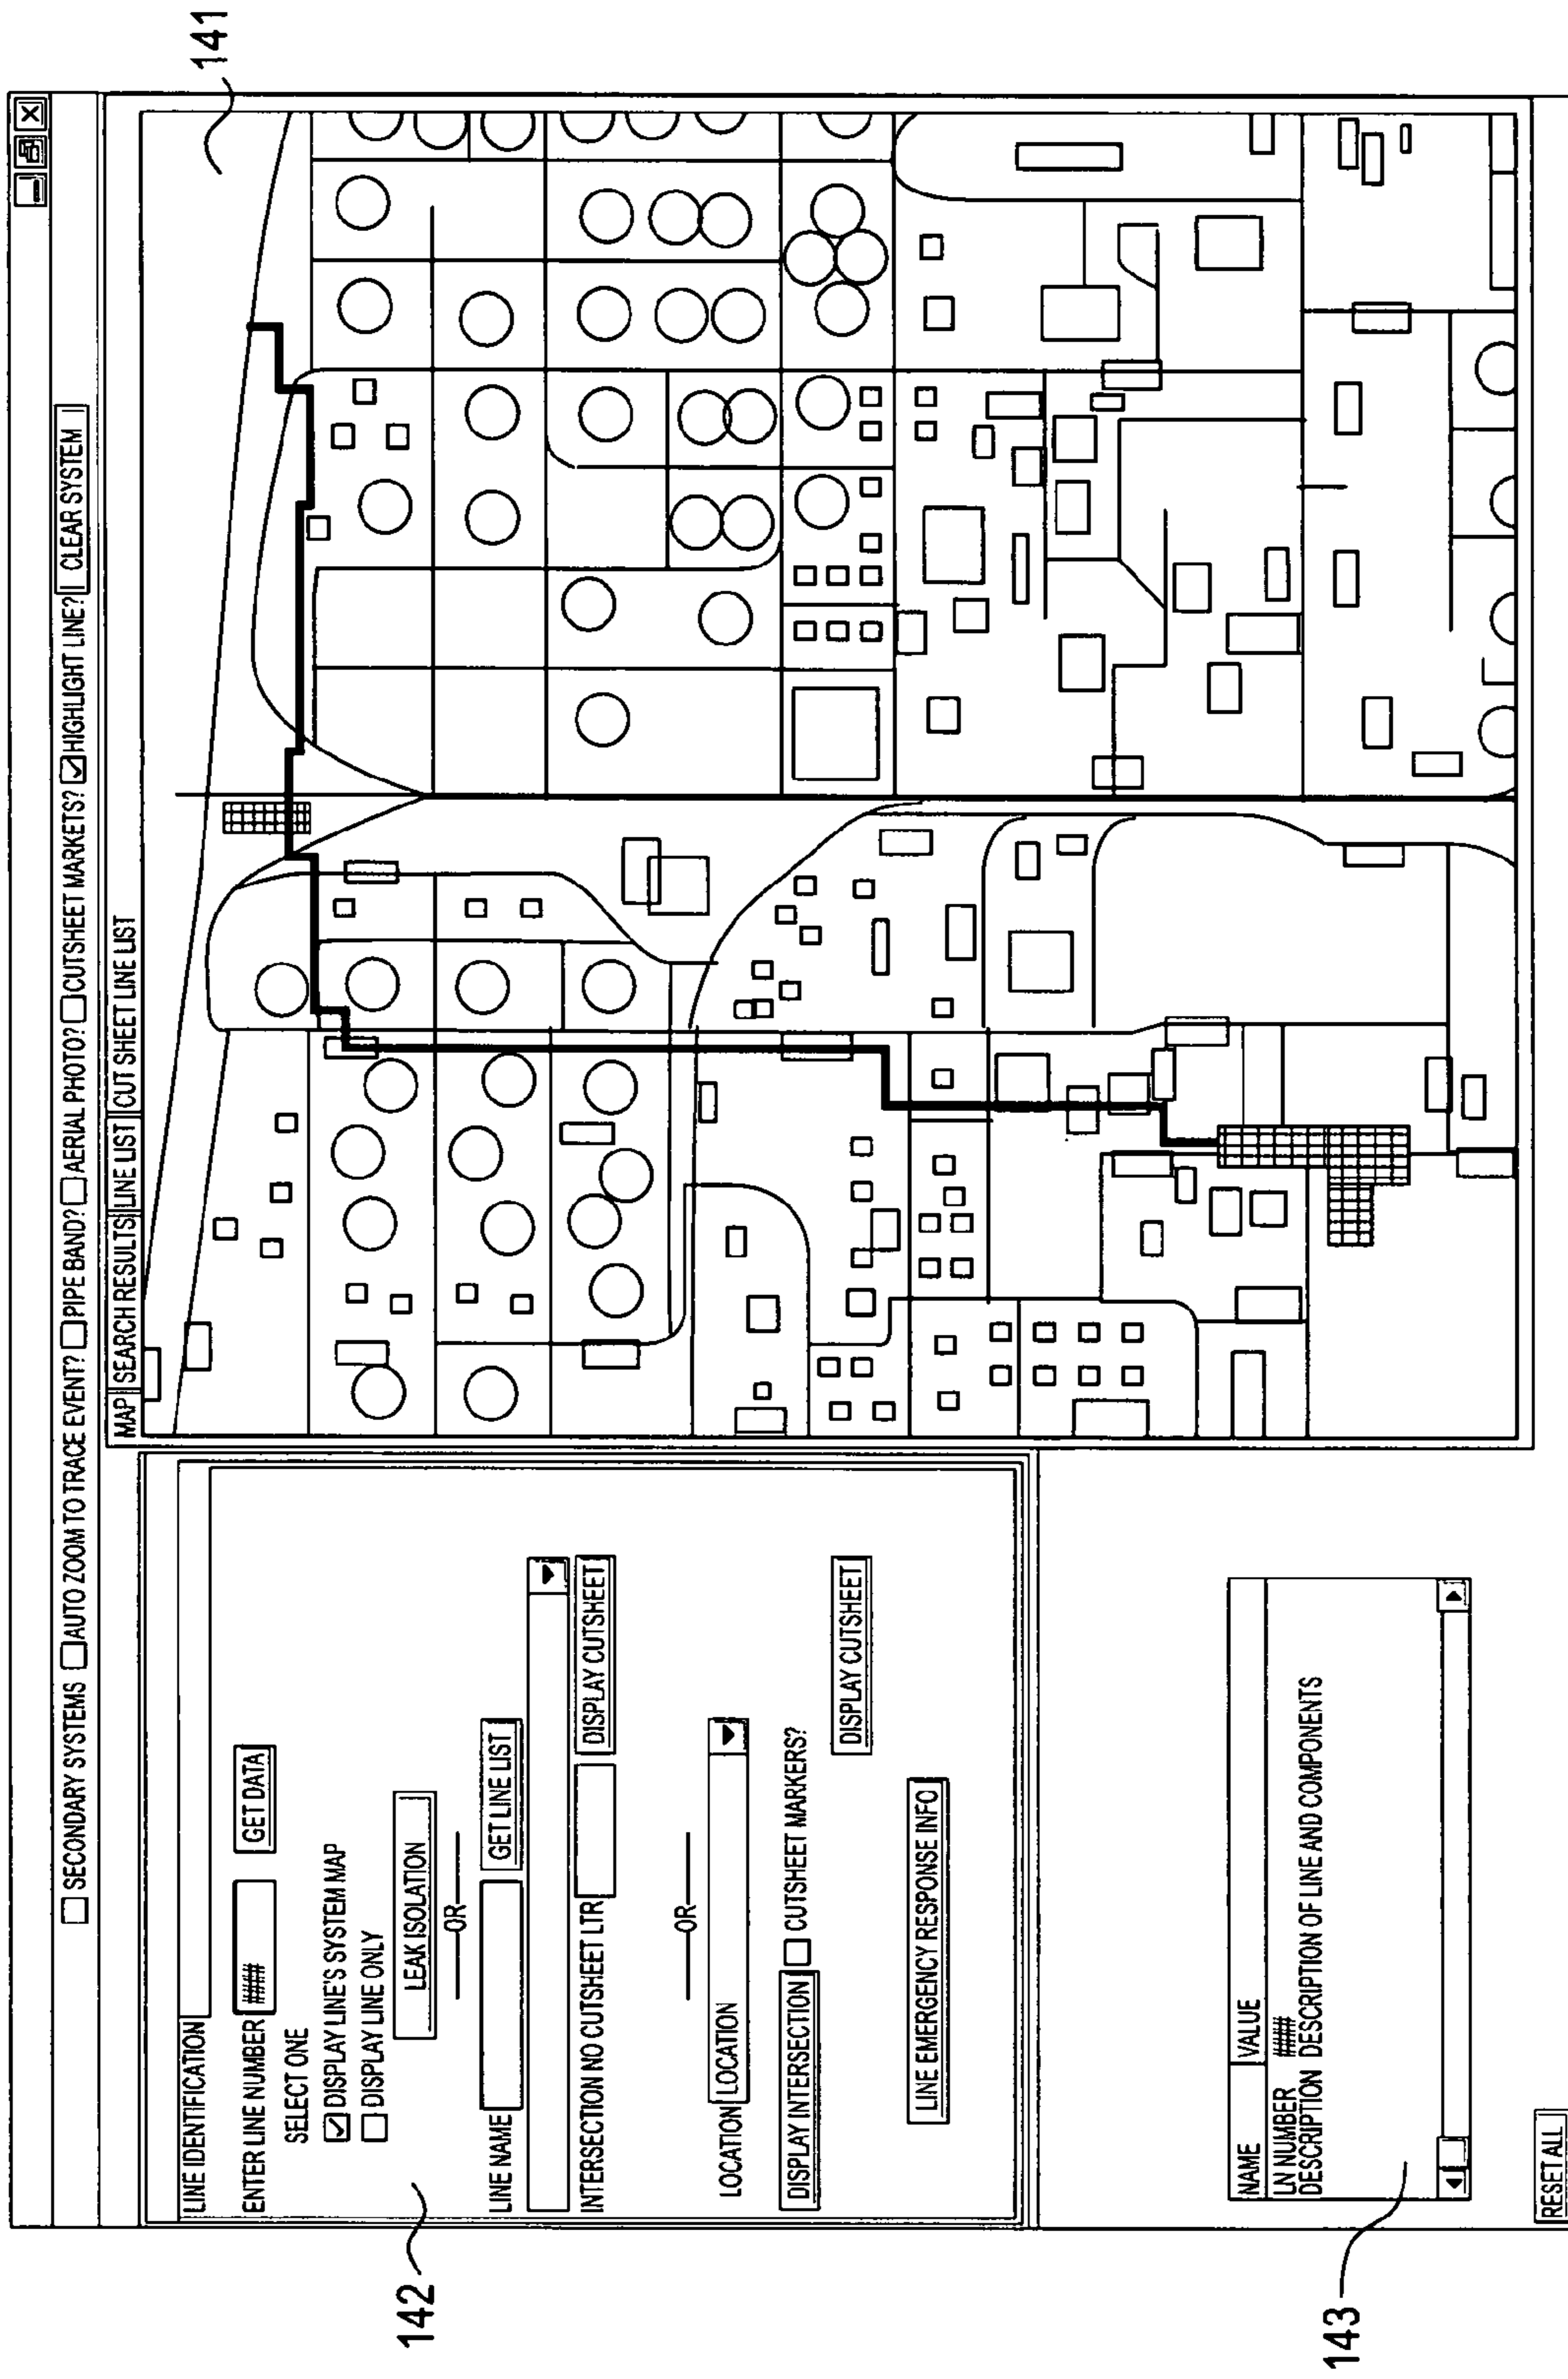 ☐ SECONDARY SYSTEMS ☐ AUTO ZOOM TO TRACE EVENT? ☐ PIPE BAND? ☐ AERIAL PHOTO? ☐ CUTSHEET MARKETS? ☑ HIGHLIGHT LINE? CLEAR SYSTEM
MAP SEARCH RESULTS LINE LIST CUT SHEET LINE LIST
141
LINE IDENTIFICATION
ENTER LINE NUMBER ### GET DATA
SELECT ONE
☑ DISPLAY LINE'S SYSTEM MAP
☐ DISPLAY LINE ONLY
LEAK ISOLATION
-OR-
LINE NAME GET LINE LIST
INTERSECTION NO CUTSHEET LTR DISPLAY CUTSHEET
-OR-
LOCATION LOCATION
DISPLAY INTERSECTION ☐ CUTSHEET MARKERS?
DISPLAY CUTSHEET
LINE EMERGENCY RESPONSE INFO
142
NAME VALUE
LN NUMBER ###
DESCRIPTION DESCRIPTION OF LINE AND COMPONENTS
143
RESET ALL